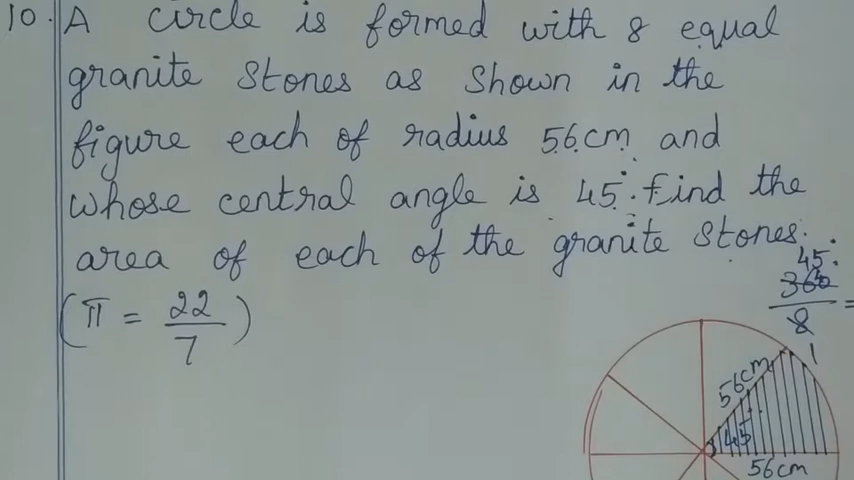 10. A circle is formed with 8 equal
granite stones as shown in the
figure each of radius 56cm and
whose central angle is 45°. Find the
area of each of the granite stones.
(π = 22/7)
45°
360
8
=
1
56cm
45°
56cm